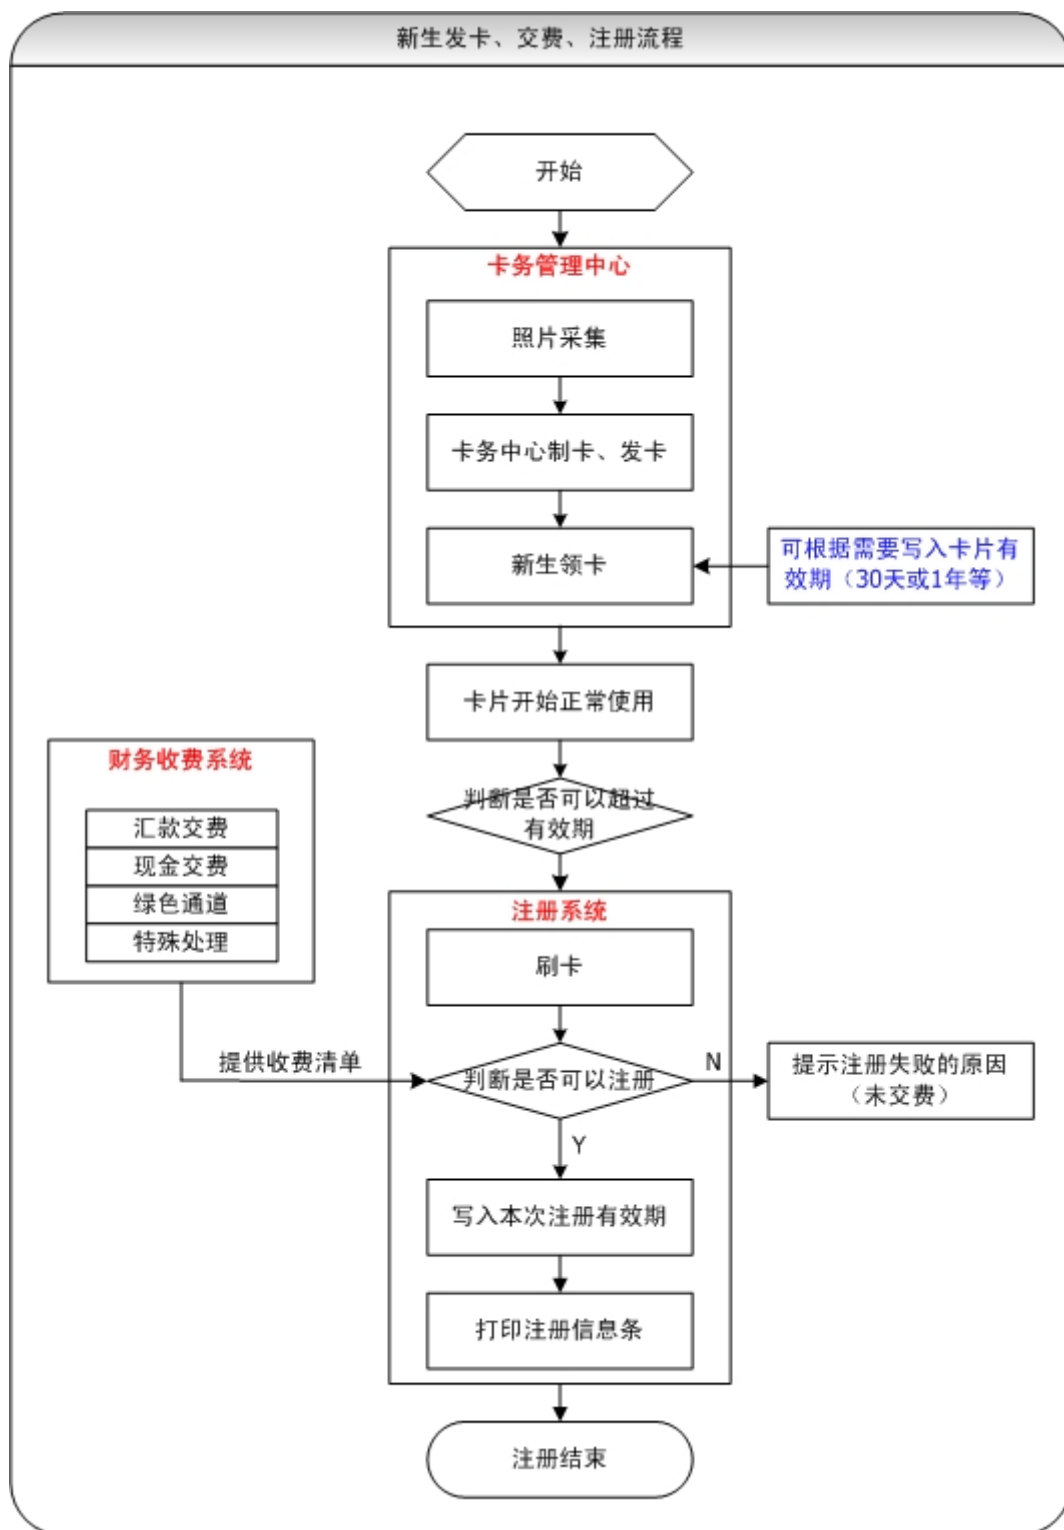 新生发卡、交费、注册流程
开始
卡务管理中心
照片采集
卡务中心制卡、发卡
新生领卡
可根据需要写入卡片有
效期（30天或1年等）
卡片开始正常使用
财务收费系统
汇款交费
现金交费
绿色通道
特殊处理
判断是否可以超过
有效期
注册系统
刷卡
提供收费清单
判断是否可以注册
N
提示注册失败的原因
（未交费）
Y
写入本次注册有效期
打印注册信息条
注册结束